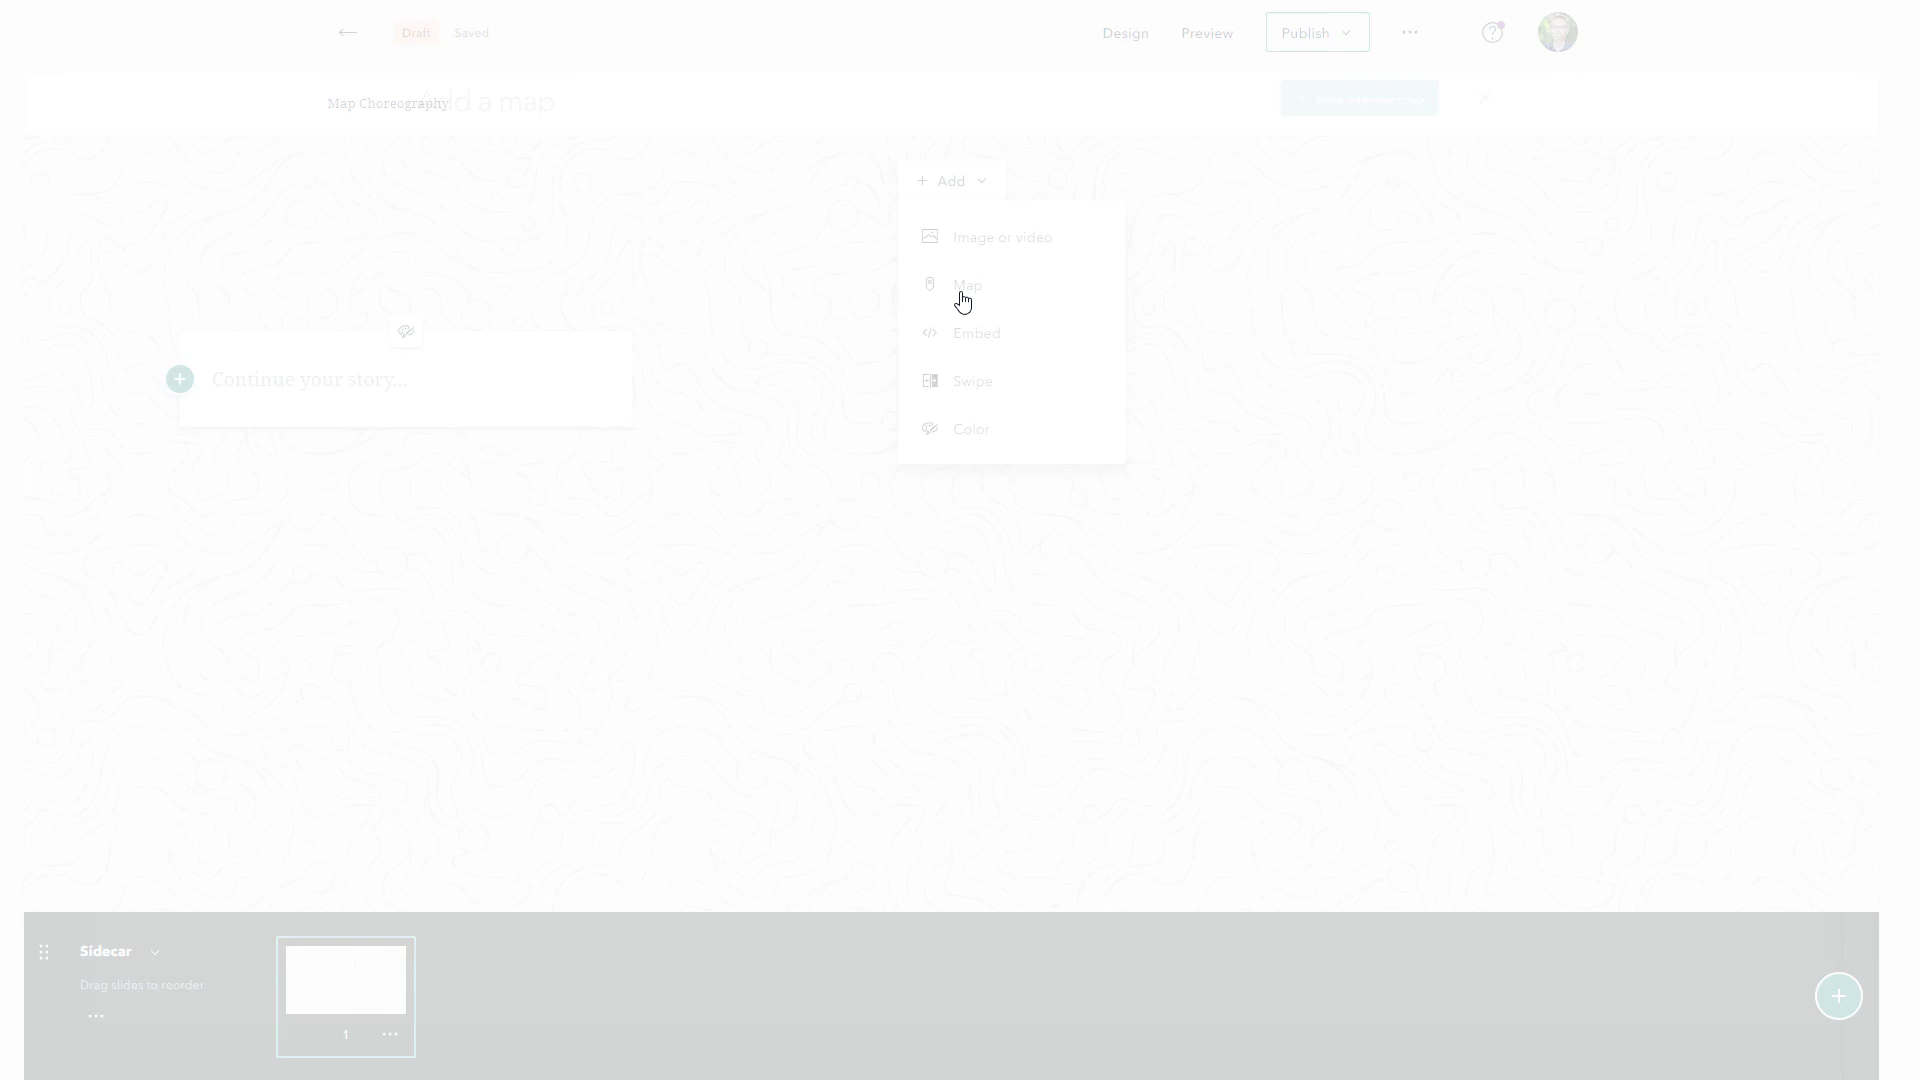 Draft Saved
Design Preview Publish
Map Choreography
Add a map
+ Add
Image or video
Map
Embed
Swipe
Color
Continue your story...
Sidecar
Drag slides to reorder
1